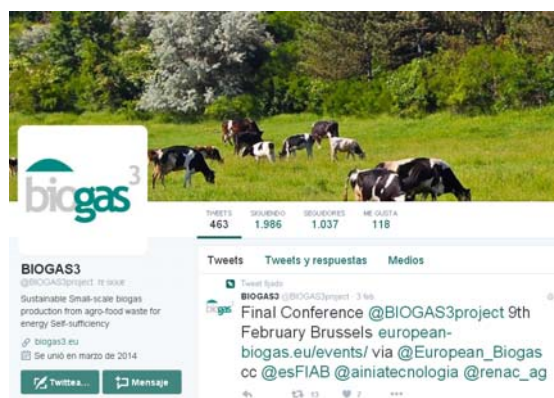 biogas3
TWEETS SIGUIENDO SEGUIDORES ME GUSTA
463 1.986 1.037 118
BIOGAS3
@BIOGAS3project TE SIGUE
Sustainable Small-scale biogas
production from agro-food waste for
energy Self-sufficiency
biogas3.eu
Se unió en marzo de 2014
Twittea... Mensaje
Tweets Tweets y respuestas Medios
Tweet fijado
BIOGAS3 @BIOGAS3project · 3 feb.
Final Conference @BIOGAS3project 9th
February Brussels european-
biogas.eu/events/ via @European_Biogas
cc @esFIAB @ainiatecnologia @renac_ag
13 7